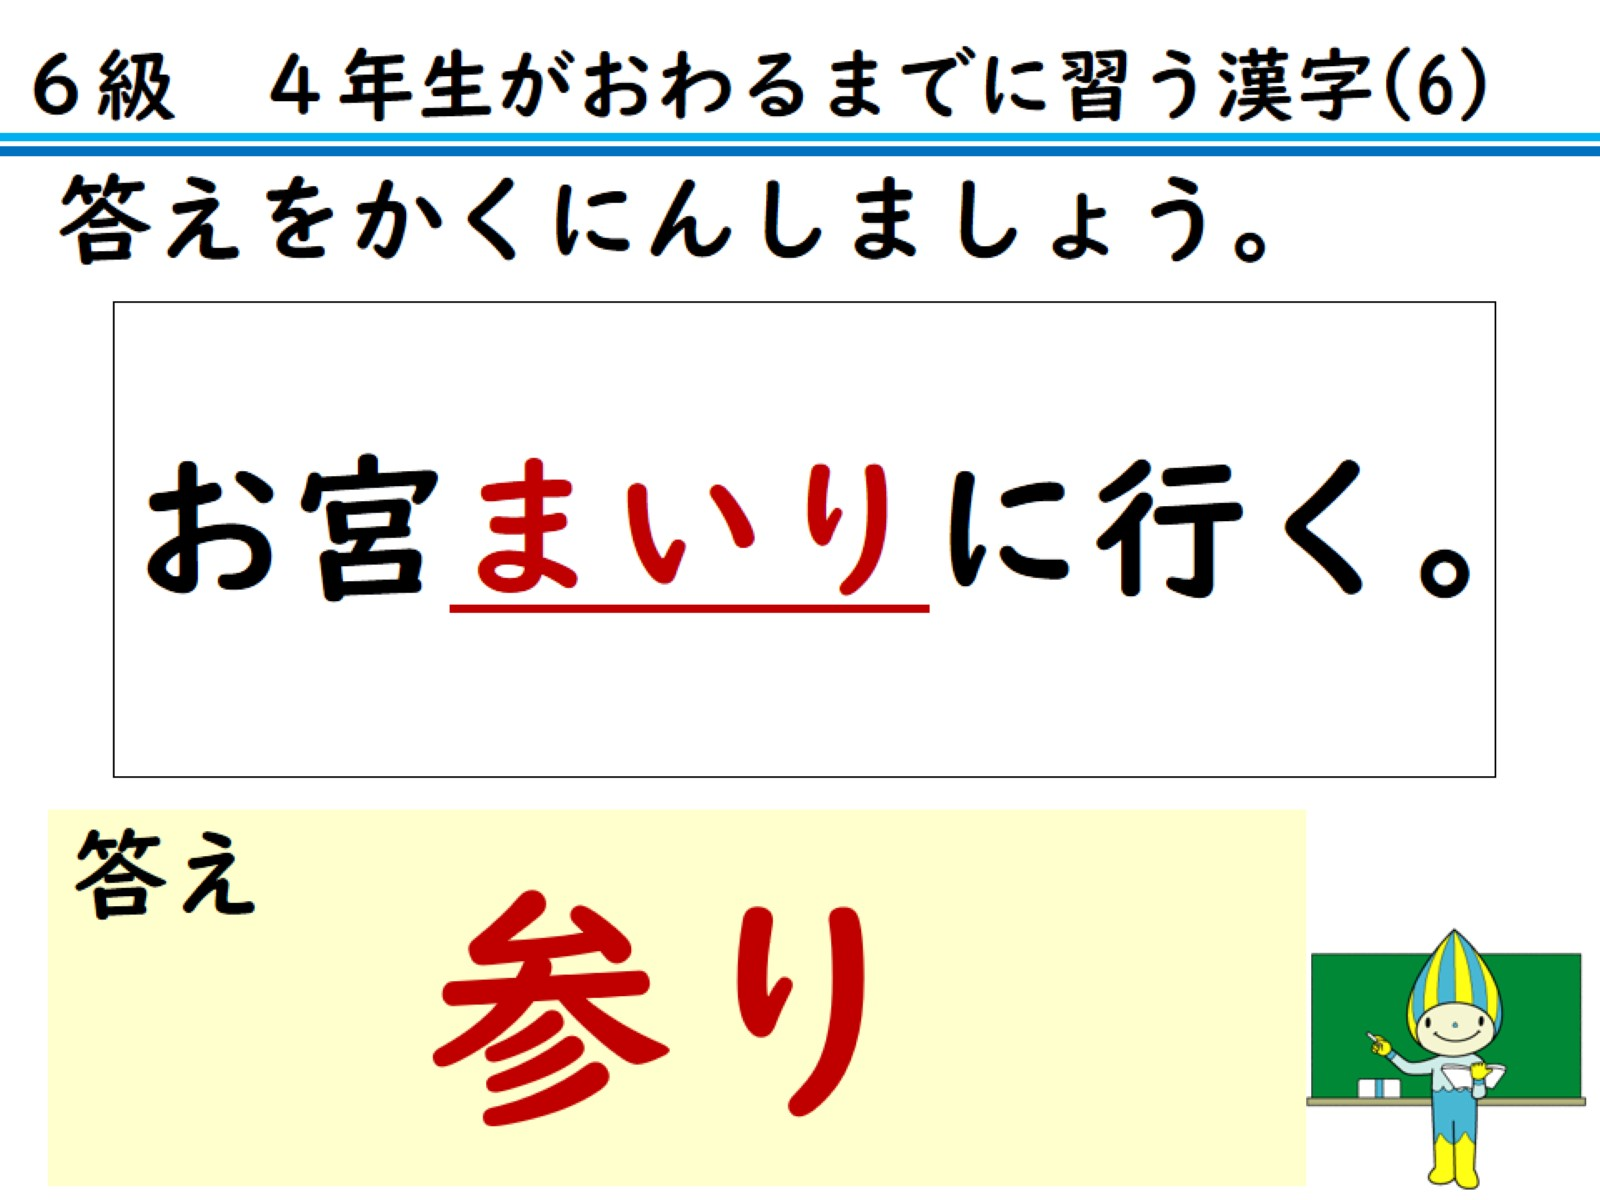 ６級　４年生がおわるまでに習う漢字(6)
答えをかくにんしましょう。
お宮まいりに行く。
答え
参り